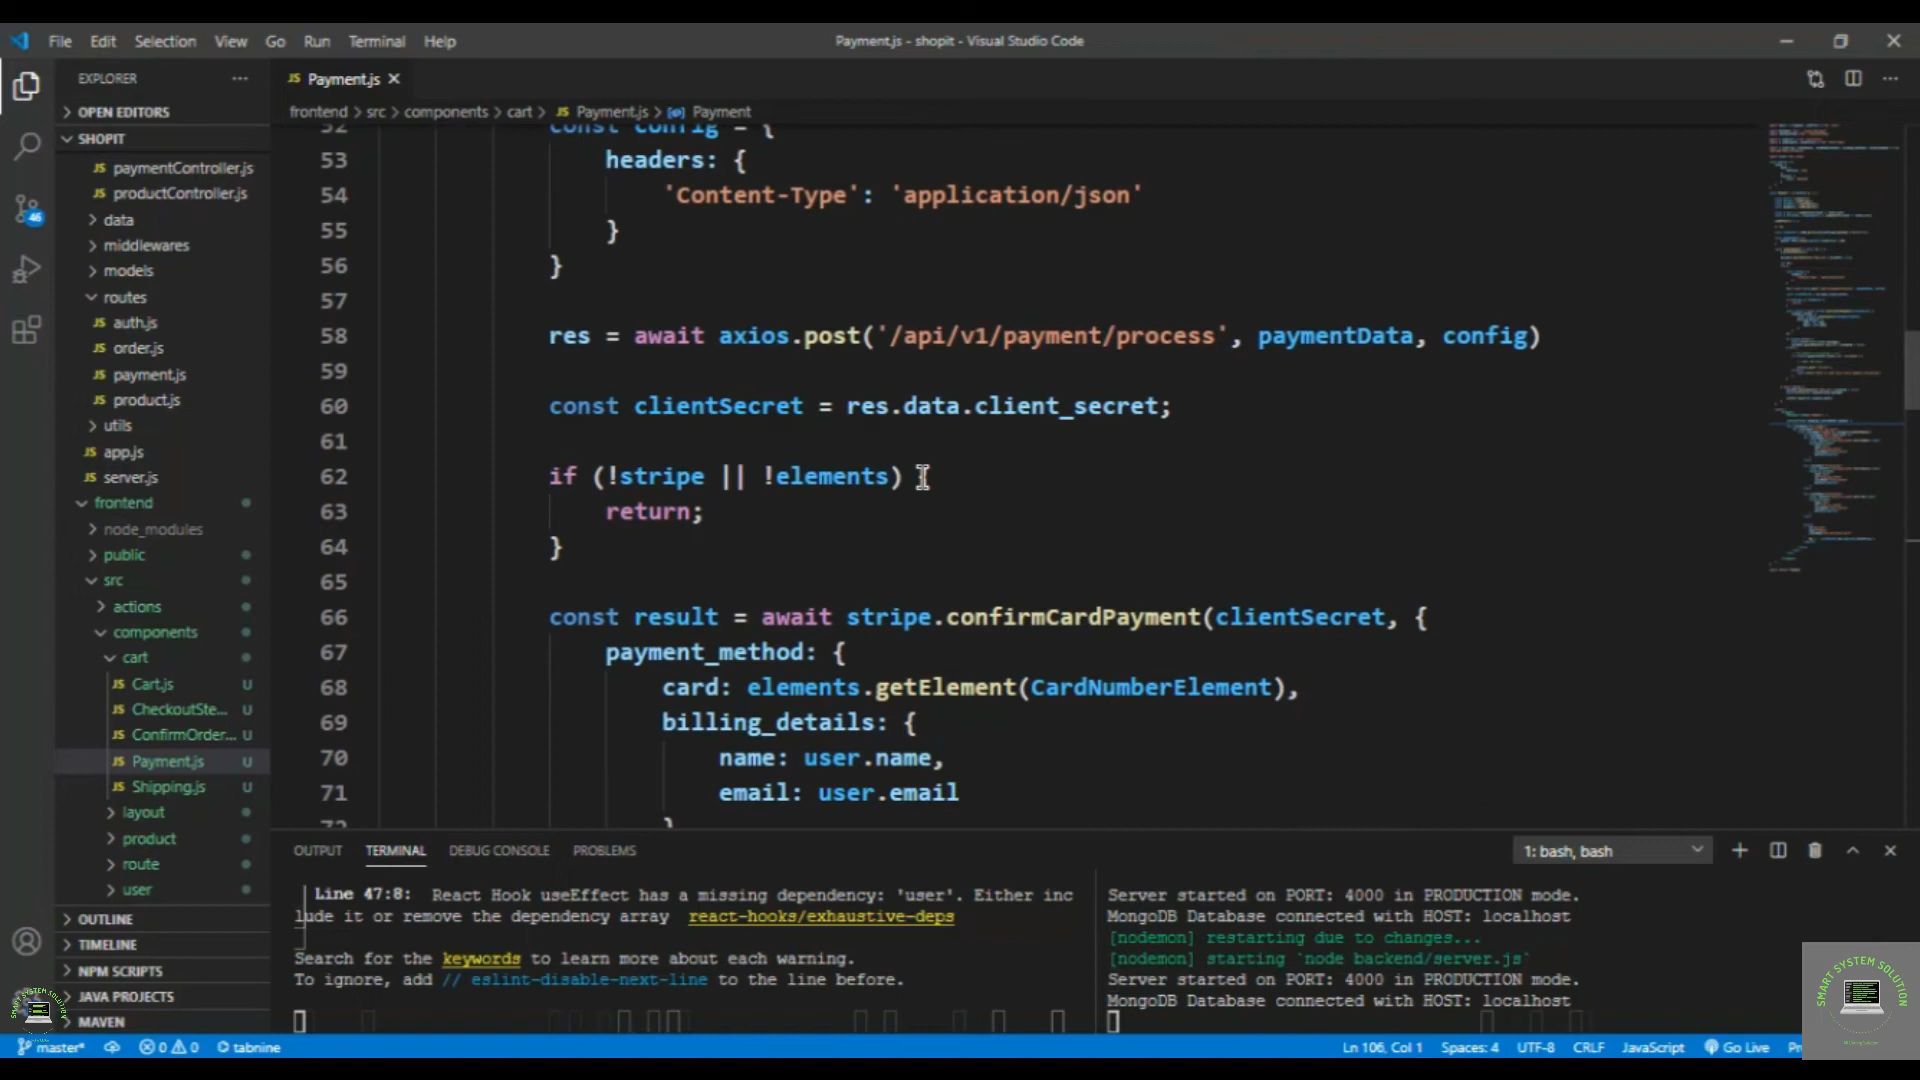 File Edit Selection View Go Run Terminal Help
Payment.js - shopit - Visual Studio Code
EXPLORER
OPEN EDITORS
SHOPIT
paymentController.js
productController.js
data
middlewares
models
routes
auth.js
order.js
payment.js
product.js
utils
app.js
server.js
frontend
node_modules
public
src
actions
components
cart
Cart.js U
CheckoutSte... U
ConfirmOrder... U
Payment.js U
Shipping.js U
layout
product
route
user
OUTLINE
TIMELINE
NPM SCRIPTS
JAVA PROJECTS
MAVEN
46
JS Payment.js
frontend > src > components > cart > JS Payment.js > Payment
52 const config = {
53 headers: {
54 'Content-Type': 'application/json'
55 }
56 }
57
58 res = await axios.post('/api/v1/payment/process', paymentData, config)
59
60 const clientSecret = res.data.client_secret;
61
62 if (!stripe || !elements)
63 return;
64 }
65
66 const result = await stripe.confirmCardPayment(clientSecret, {
67 payment_method: {
68 card: elements.getElement(CardNumberElement),
69 billing_details: {
70 name: user.name,
71 email: user.email
72 }
OUTPUT TERMINAL DEBUG CONSOLE PROBLEMS
1: bash, bash
Line 47:8: React Hook useEffect has a missing dependency: 'user'. Either inc
lude it or remove the dependency array react-hooks/exhaustive-deps
Search for the keywords to learn more about each warning.
To ignore, add // eslint-disable-next-line to the line before.
Server started on PORT: 4000 in PRODUCTION mode.
MongoDB Database connected with HOST: localhost
[nodemon] restarting due to changes...
[nodemon] starting `node backend/server.js`
Server started on PORT: 4000 in PRODUCTION mode.
MongoDB Database connected with HOST: localhost
SMART SYSTEM SOLUTION
master* 0 0 tabnine
Ln 106, Col 1 Spaces: 4 UTF-8 CRLF JavaScript Go Live